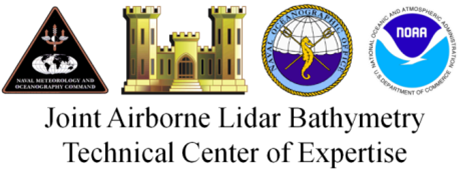 NAVAL METEOROLOGY AND
OCEANOGRAPHY COMMAND
NAVAL OCEANOGRAPHIC OFFICE
NATIONAL OCEANIC AND ATMOSPHERIC ADMINISTRATION
NOAA
U.S. DEPARTMENT OF COMMERCE
Joint Airborne Lidar Bathymetry
Technical Center of Expertise